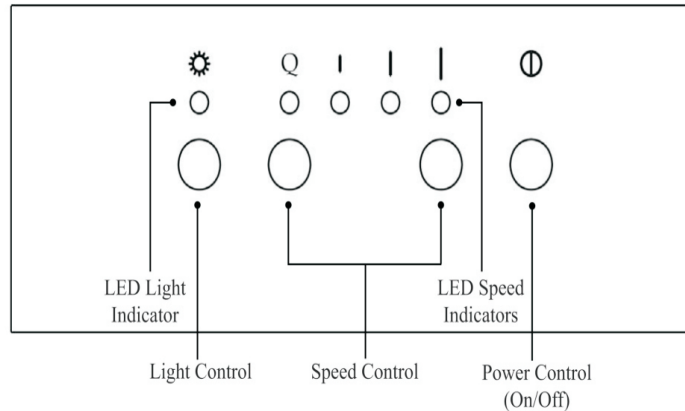 Q
LED Light
Indicator
LED Speed
Indicators
Light Control
Speed Control
Power Control
(On/Off)